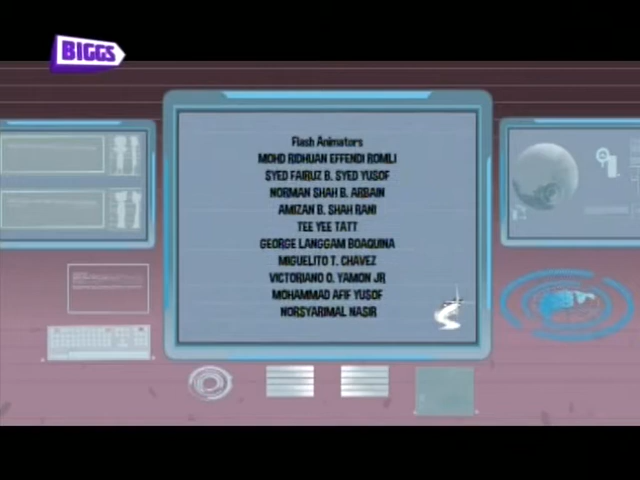 BIGGS
Flash Animators
MOHD RIDHUAN EFFENDI ROMLI
SYED FAIRUZ B. SYED YUSOF
NORMAN SHAH B. ARBAIN
AMIZAN B. SHAH RANI
TEE YEE TATT
GEORGE LANGGAM BOAQUINA
MIGUELITO T. CHAVEZ
VICTORIANO O. YAMON JR
MOHAMMAD AFIF YUSOF
NORSYARIMAL NASIR